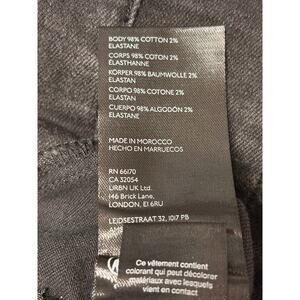 BODY 98% COTTON 2%
ELASTANE
CORPS 98% COTON 2%
ÉLASTHANNE
KÖRPER 98% BAUMWOLLE 2%
ELASTAN
CORPO 98% COTONE 2%
ELASTAN
CUERPO 98% ALGODÓN 2%
ELASTANE
MADE IN MOROCCO
HECHO EN MARRUECOS
RN 66170
CA 32054
URBN UK Ltd.
146 Brick Lane,
LONDON, E1 6RU
LEIDSESTRAAT 32, 1017 PB
Ce vêtement contient
colorant qui peut décolorer
matériaux avec lesquels
vient en contact